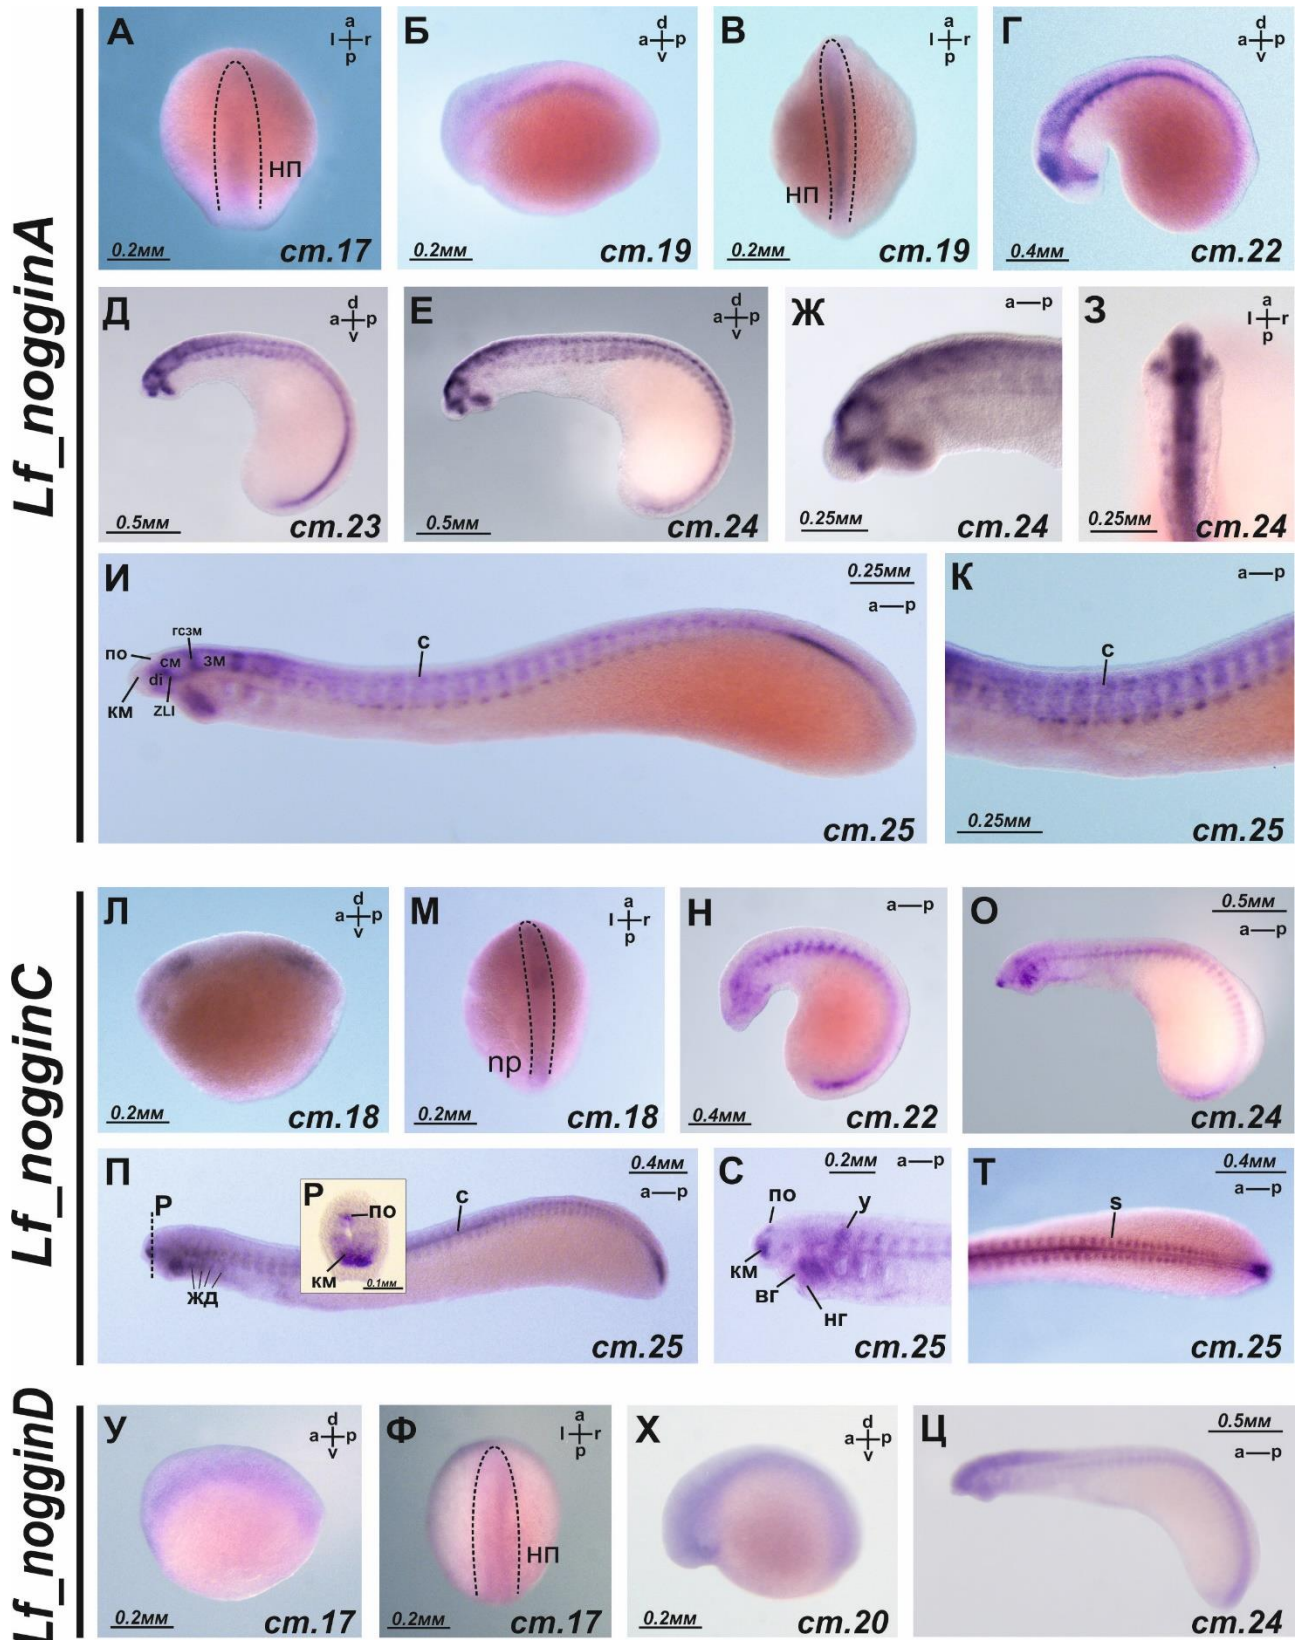 Lf_nogginA
А
a
l r
p
НП
0.2мм
ст.17
Б
d
a p
v
0.2мм
ст.19
В
a
l r
p
НП
0.2мм
ст.19
Г
d
a p
v
0.4мм
ст.22
Д
d
a p
v
0.5мм
ст.23
Е
d
a p
v
0.5мм
ст.24
Ж
a—p
0.25мм
ст.24
З
a
l r
p
0.25мм
ст.24
И
0.25мм
a—p
гсзм
по
см
зм
di
км
ZLI
с
ст.25
К
a—p
с
0.25мм
ст.25
Lf_nogginC
Л
d
a p
v
0.2мм
ст.18
М
a
l r
p
np
0.2мм
ст.18
Н
a—p
0.4мм
ст.22
О
0.5мм
a—p
ст.24
П
0.4мм
a—p
Р
жд
с
ст.25
Р
по
км
0.1мм
С
0.2мм
a—p
по
у
км
вг
нг
ст.25
Т
0.4мм
a—p
s
ст.25
Lf_nogginD
У
d
a p
v
0.2мм
ст.17
Ф
a
l r
p
НП
0.2мм
ст.17
Х
d
a p
v
0.2мм
ст.20
Ц
0.5мм
a—p
ст.24